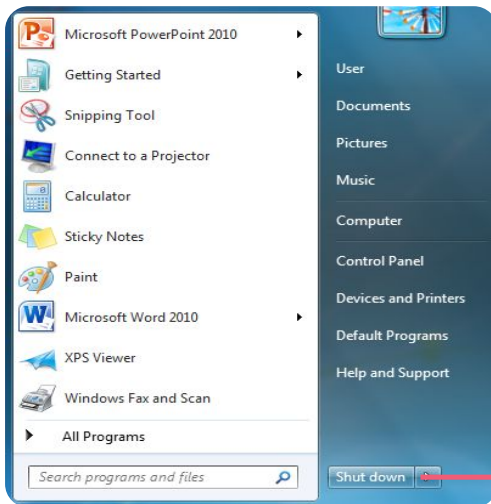 Microsoft PowerPoint 2010
Getting Started
Snipping Tool
Connect to a Projector
Calculator
Sticky Notes
Paint
Microsoft Word 2010
XPS Viewer
Windows Fax and Scan
All Programs
Search programs and files
User
Documents
Pictures
Music
Computer
Control Panel
Devices and Printers
Default Programs
Help and Support
Shut down